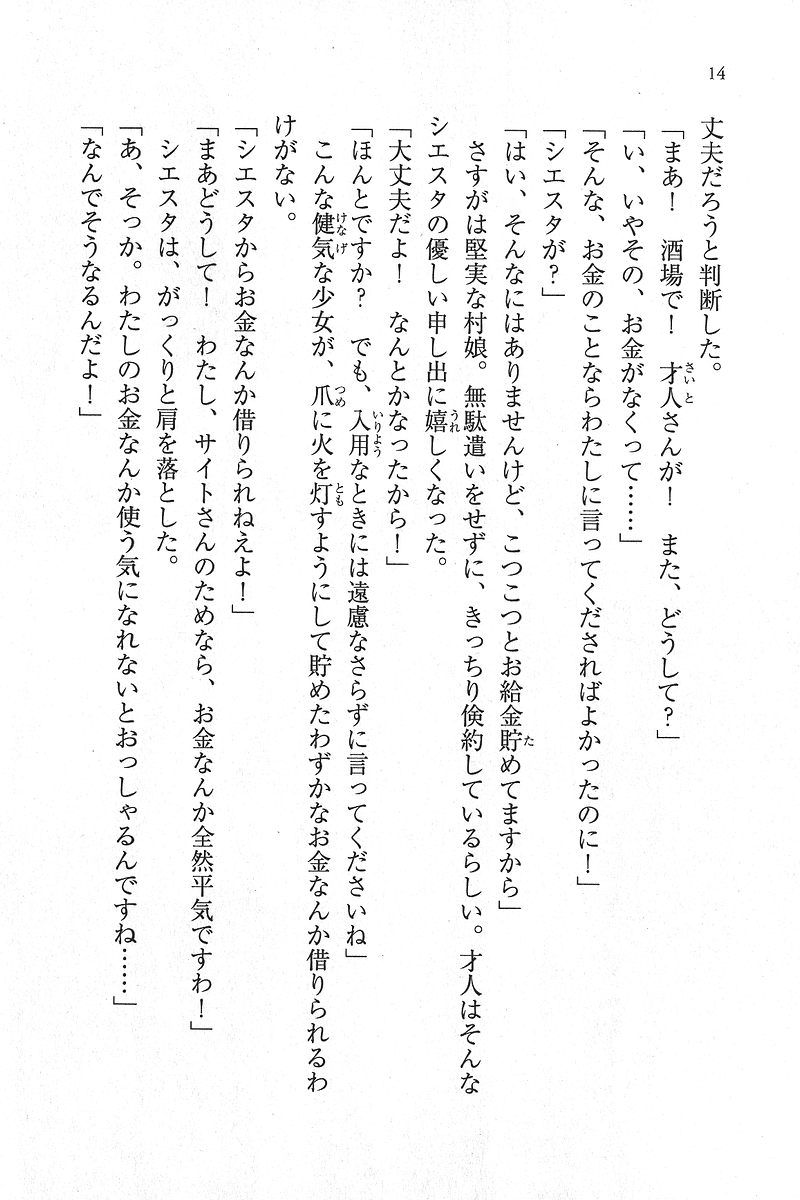 14
丈夫だろうと判断した。
「まあ！　酒場で！　才人さんが！　また、どうして？」
「い、いやその、お金がなくって……」
「そんな、お金のことならわたしに言ってくださればよかったのに！」
「シエスタが？」
「はい、そんなにはありませんけど、こつこつとお給金貯めてますから」
　さすがは堅実な村娘。無駄遣いをせずに、きっちり倹約しているらしい。才人はそんな
シエスタの優しい申し出に嬉しくなった。
「大丈夫だよ！　なんとかなったから！」
「ほんとですか？　でも、入用なときには遠慮なさらずに言ってくださいね」
　こんな健気な少女が、爪に火を灯すようにして貯めたわずかなお金なんか借りられるわ
けがない。
「シエスタからお金なんか借りられねえよ！」
「まあどうして！　わたし、サイトさんのためなら、お金なんか全然平気ですわ！」
　シエスタは、がっくりと肩を落とした。
「あ、そっか。わたしのお金なんか使う気になれないとおっしゃるんですね……」
「なんでそうなるんだよ！」